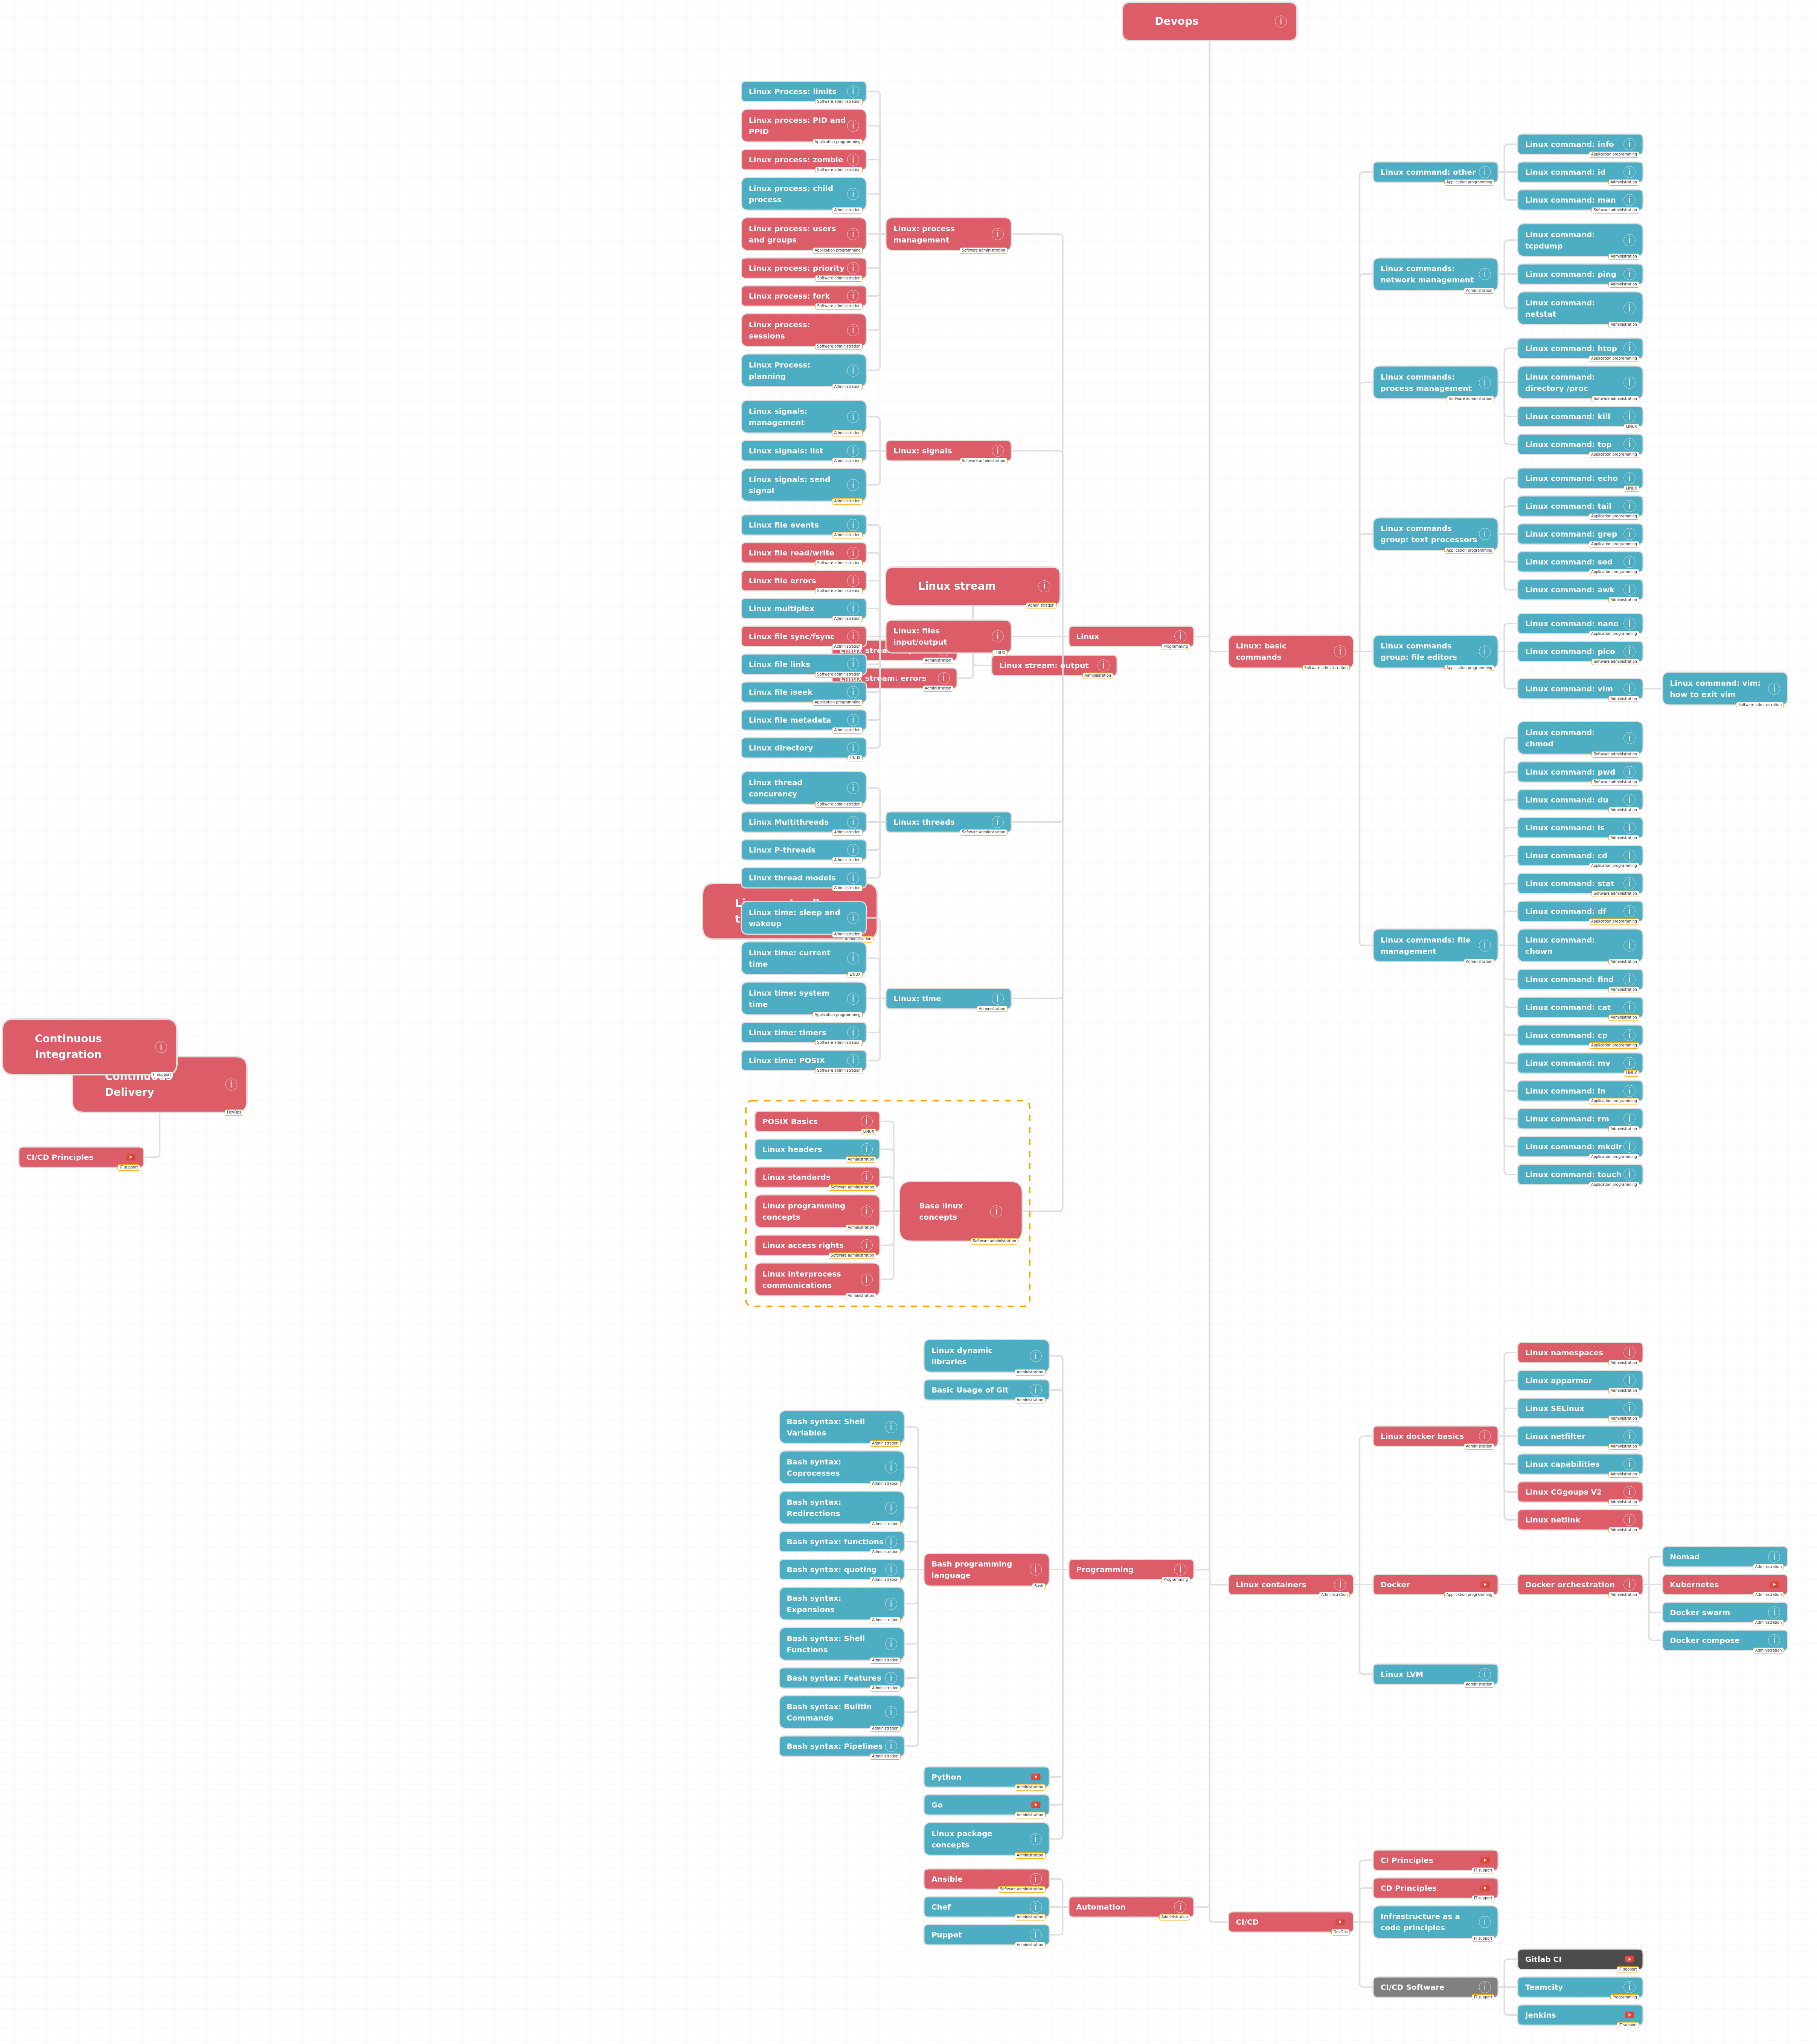 Devops
Linux Process: limits
Software administration
Linux process: PID and
PPID
Application programming
Linux process: zombie
Software administration
Linux process: child
process
Administration
Linux process: users
and groups
Application programming
Linux process: priority
Software administration
Linux process: fork
Software administration
Linux process:
sessions
Software administration
Linux Process:
planning
Administration
Linux: process
management
Software administration
Linux signals:
management
Administration
Linux signals: list
Administration
Linux signals: send
signal
Administration
Linux: signals
Software administration
Linux file events
Administration
Linux file read/write
Software administration
Linux file errors
Software administration
Linux multiplex
Administration
Linux file sync/fsync
Administration
Linux file links
Software administration
Linux file iseek
Application programming
Linux file metadata
Administration
Linux directory
LINUX
Linux stream
Administration
Linux: files
input/output
LINUX
Administration
stream: errors
Administration
Linux stream: output
Administration
Linux
Programming
Linux thread
concurency
Software administration
Linux Multithreads
Administration
Linux P-threads
Administration
Linux thread models
Administration
Linux: threads
Software administration
Linux time: sleep and
wakeup
Administration
Administration
Linux time: current
time
LINUX
Linux time: system
time
Application programming
Linux time: timers
Software administration
Linux time: POSIX
Software administration
Linux: time
Administration
Continuous
Integration
IT support
Continuous
Delivery
DevOps
CI/CD Principles
IT support
POSIX Basics
LINUX
Linux headers
Administration
Linux standards
Software administration
Linux programming
concepts
Administration
Linux access rights
Software administration
Linux interprocess
communications
Administration
Base linux
concepts
Software administration
Linux: basic
commands
Software administration
Linux command: other
Application programming
Linux command: info
Application programming
Linux command: id
Administration
Linux command: man
Software administration
Linux commands:
network management
Administration
Linux command:
tcpdump
Administration
Linux command: ping
Administration
Linux command:
netstat
Administration
Linux commands:
process management
Software administration
Linux command: htop
Application programming
Linux command:
directory /proc
Software administration
Linux command: kill
LINUX
Linux command: top
Application programming
Linux commands
group: text processors
Application programming
Linux command: echo
LINUX
Linux command: tail
Application programming
Linux command: grep
Application programming
Linux command: sed
Application programming
Linux command: awk
Administration
Linux commands
group: file editors
Application programming
Linux command: nano
Application programming
Linux command: pico
Software administration
Linux command: vim
Administration
Linux command: vim:
how to exit vim
Software administration
Linux commands: file
management
Administration
Linux command:
chmod
Software administration
Linux command: pwd
Software administration
Linux command: du
Administration
Linux command: ls
Administration
Linux command: cd
Application programming
Linux command: stat
Software administration
Linux command: df
Application programming
Linux command:
chown
Administration
Linux command: find
Administration
Linux command: cat
Administration
Linux command: cp
Application programming
Linux command: mv
LINUX
Linux command: ln
Application programming
Linux command: rm
Administration
Linux command: mkdir
Application programming
Linux command: touch
Application programming
Linux dynamic
libraries
Administration
Basic Usage of Git
Administration
Bash syntax: Shell
Variables
Administration
Bash syntax:
Coprocesses
Administration
Bash syntax:
Redirections
Administration
Bash syntax: functions
Administration
Bash syntax: quoting
Administration
Bash syntax:
Expansions
Administration
Bash syntax: Shell
Functions
Administration
Bash syntax: Features
Administration
Bash syntax: Builtin
Commands
Administration
Bash syntax: Pipelines
Administration
Bash programming
language
Bash
Programming
Programming
Python
Administration
Go
Administration
Linux package
concepts
Administration
Ansible
Software administration
Chef
Administration
Puppet
Administration
Automation
Administration
Linux containers
Administration
Linux docker basics
Administration
Linux namespaces
Administration
Linux apparmor
Administration
Linux SELinux
Administration
Linux netfilter
Administration
Linux capabilities
Administration
Linux CGgoups V2
Administration
Linux netlink
Administration
Docker
Application programming
Docker orchestration
Administration
Nomad
Administration
Kubernetes
Administration
Docker swarm
Administration
Docker compose
Administration
Linux LVM
Administration
CI/CD
DevOps
CI Principles
IT support
CD Principles
IT support
Infrastructure as a
code principles
IT support
CI/CD Software
IT support
Gitlab CI
IT support
Teamcity
Programming
Jenkins
IT support